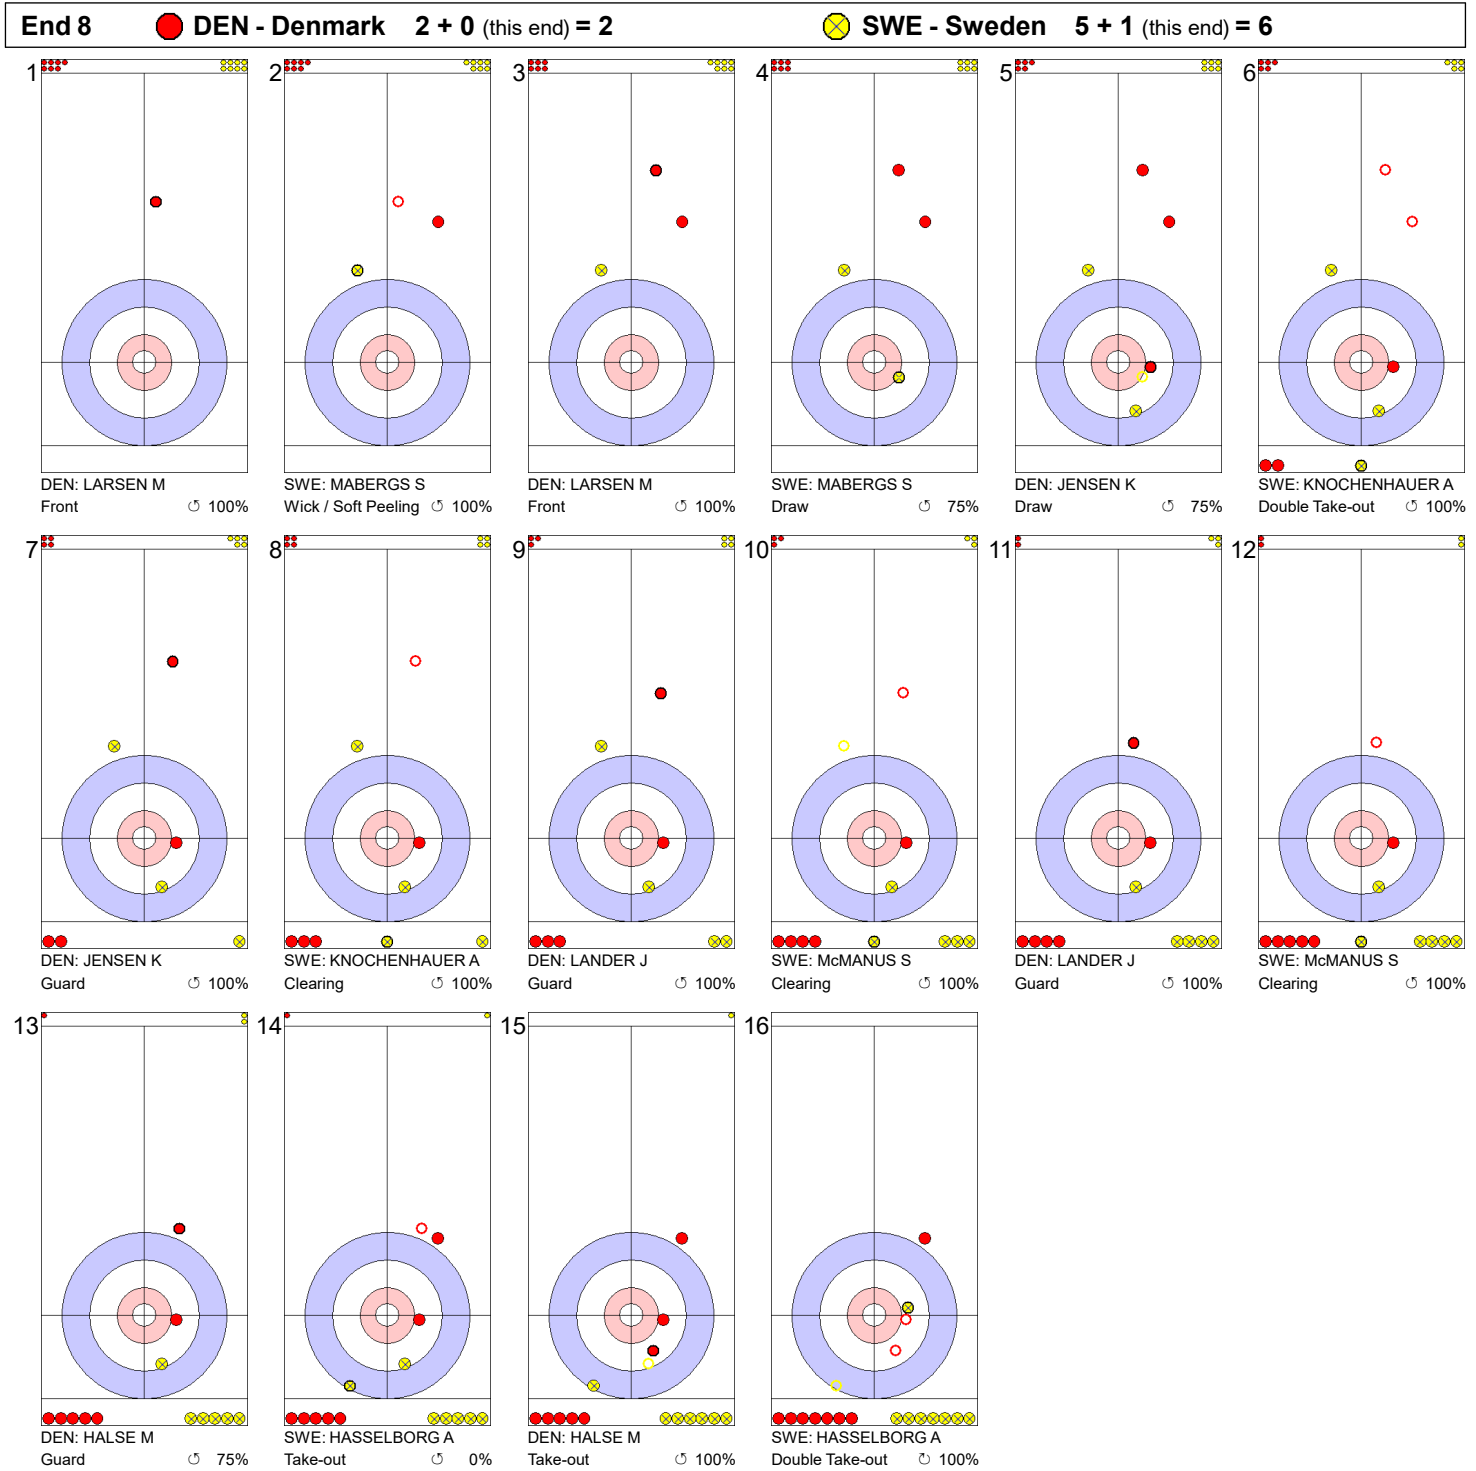 End 8 DEN - Denmark 2 + 0 (this end) = 2 SWE - Sweden 5 + 1 (this end) = 6
1 2 3 4 5 6
DEN: LARSEN M SWE: MABERGS S DEN: LARSEN M SWE: MABERGS S DEN: JENSEN K SWE: KNOCHENHAUER A
Front ↺ 100% Wick / Soft Peeling ↺ 100% Front ↺ 100% Draw ↺ 75% Draw ↺ 75% Double Take-out ↺ 100%
7 8 9 10 11 12
DEN: JENSEN K SWE: KNOCHENHAUER A DEN: LANDER J SWE: McMANUS S DEN: LANDER J SWE: McMANUS S
Guard ↺ 100% Clearing ↺ 100% Guard ↺ 100% Clearing ↺ 100% Guard ↺ 100% Clearing ↺ 100%
13 14 15 16
DEN: HALSE M SWE: HASSELBORG A DEN: HALSE M SWE: HASSELBORG A
Guard ↺ 75% Take-out ↺ 0% Take-out ↺ 100% Double Take-out ↻ 100%